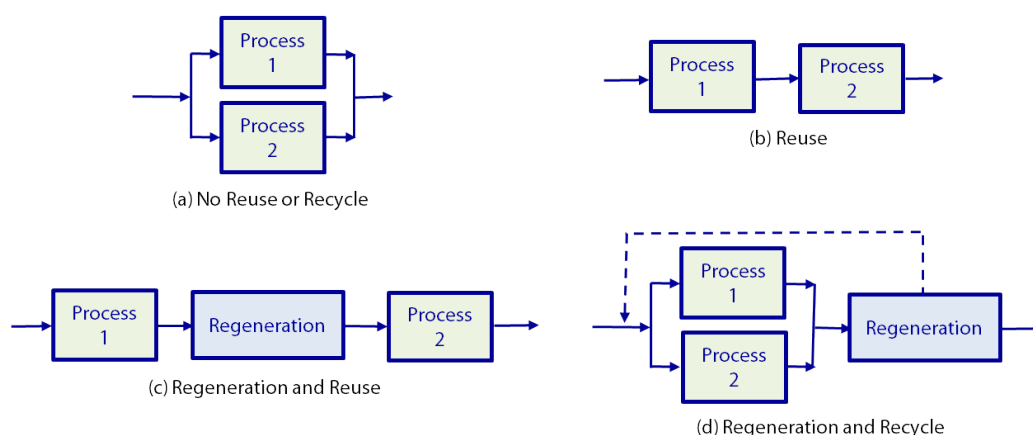 Process
1
Process
2
(a) No Reuse or Recycle
Process
1
Process
2
(b) Reuse
Process
1
Regeneration
Process
2
(c) Regeneration and Reuse
Process
1
Process
2
Regeneration
(d) Regeneration and Recycle